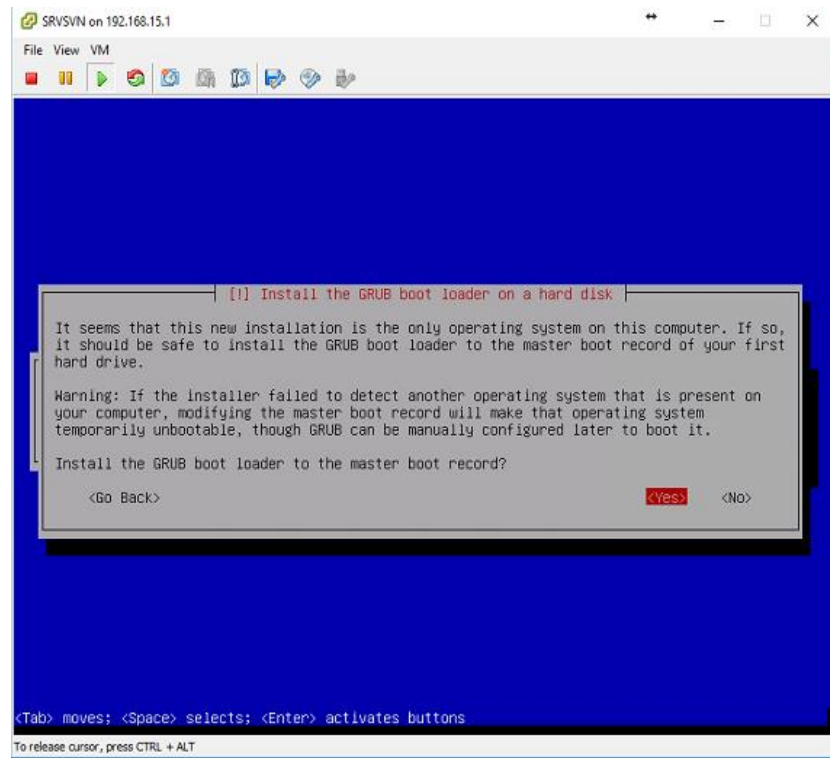 SRVSVN on 192.168.15.1
File View VM
[!] Install the GRUB boot loader on a hard disk
It seems that this new installation is the only operating system on this computer. If so,
it should be safe to install the GRUB boot loader to the master boot record of your first
hard drive.
Warning: If the installer failed to detect another operating system that is present on
your computer, modifying the master boot record will make that operating system
temporarily unbootable, though GRUB can be manually configured later to boot it.
Install the GRUB boot loader to the master boot record?
<Go Back> <Yes> <No>
<Tab> moves; <Space> selects; <Enter> activates buttons
To release cursor, press CTRL + ALT